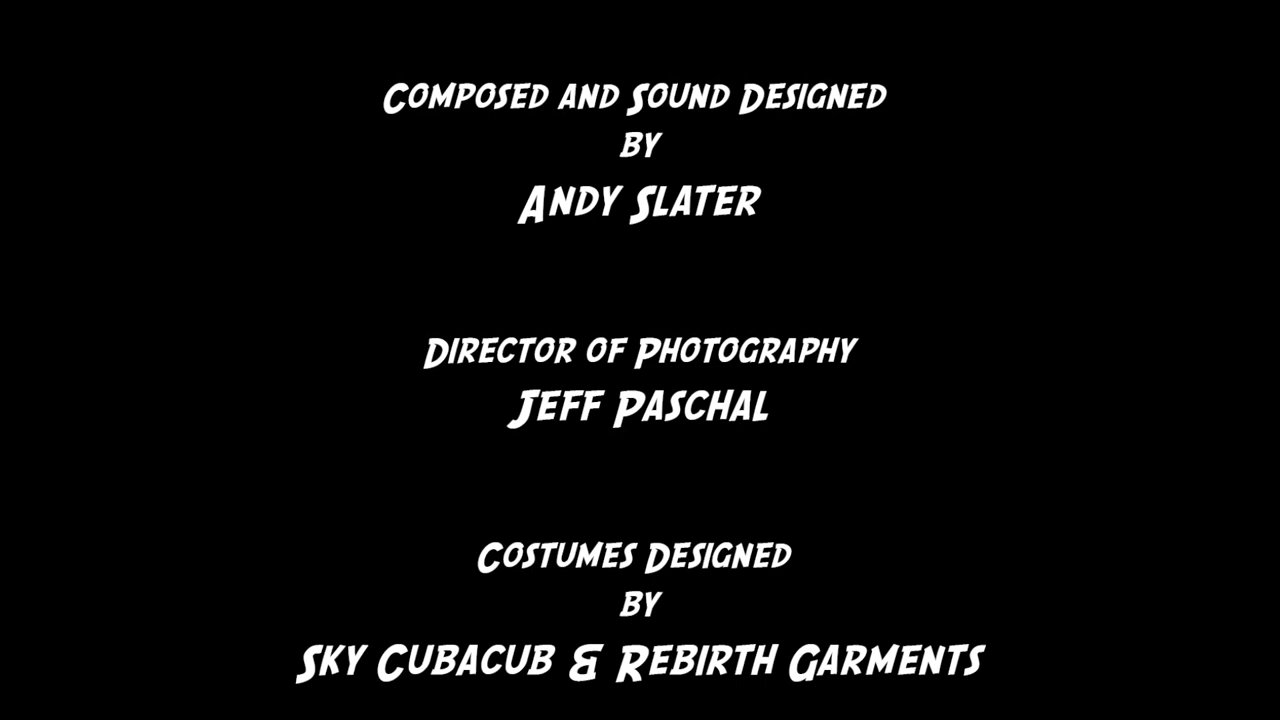 Composed and Sound Designed
by
Andy Slater
Director of Photography
Jeff Paschal
Costumes Designed
by
Sky Cubacub & Rebirth Garments